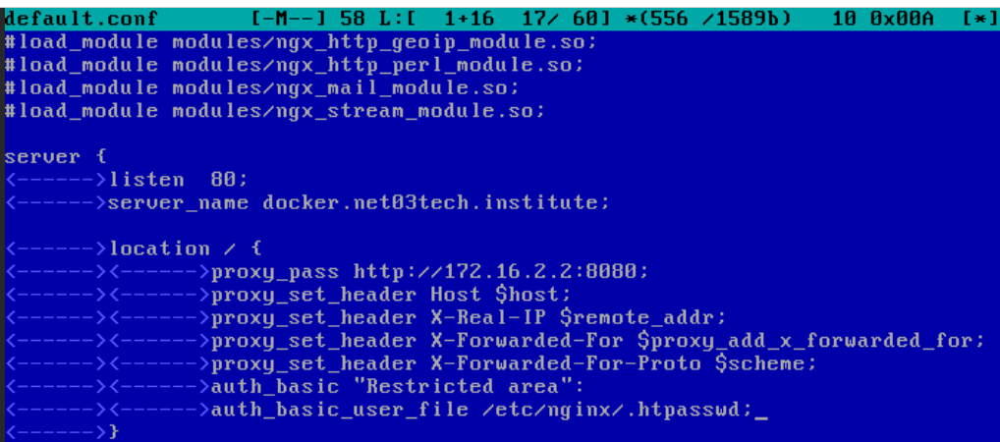 default.conf [-M--] 58 L:[ 1+16 17/ 60] *(556 /1589b) 10 0x00A [*]
#load_module modules/ngx_http_geoip_module.so;
#load_module modules/ngx_http_perl_module.so;
#load_module modules/ngx_mail_module.so;
#load_module modules/ngx_stream_module.so;
server {
<------>listen  80;
<------>server_name docker.net03tech.institute;
<------>location / {
<------><------>proxy_pass http://172.16.2.2:8080;
<------><------>proxy_set_header Host $host;
<------><------>proxy_set_header X-Real-IP $remote_addr;
<------><------>proxy_set_header X-Forwarded-For $proxy_add_x_forwarded_for;
<------><------>proxy_set_header X-Forwarded-For-Proto $scheme;
<------><------>auth_basic "Restricted area":
<------><------>auth_basic_user_file /etc/nginx/.htpasswd;_
<------>}